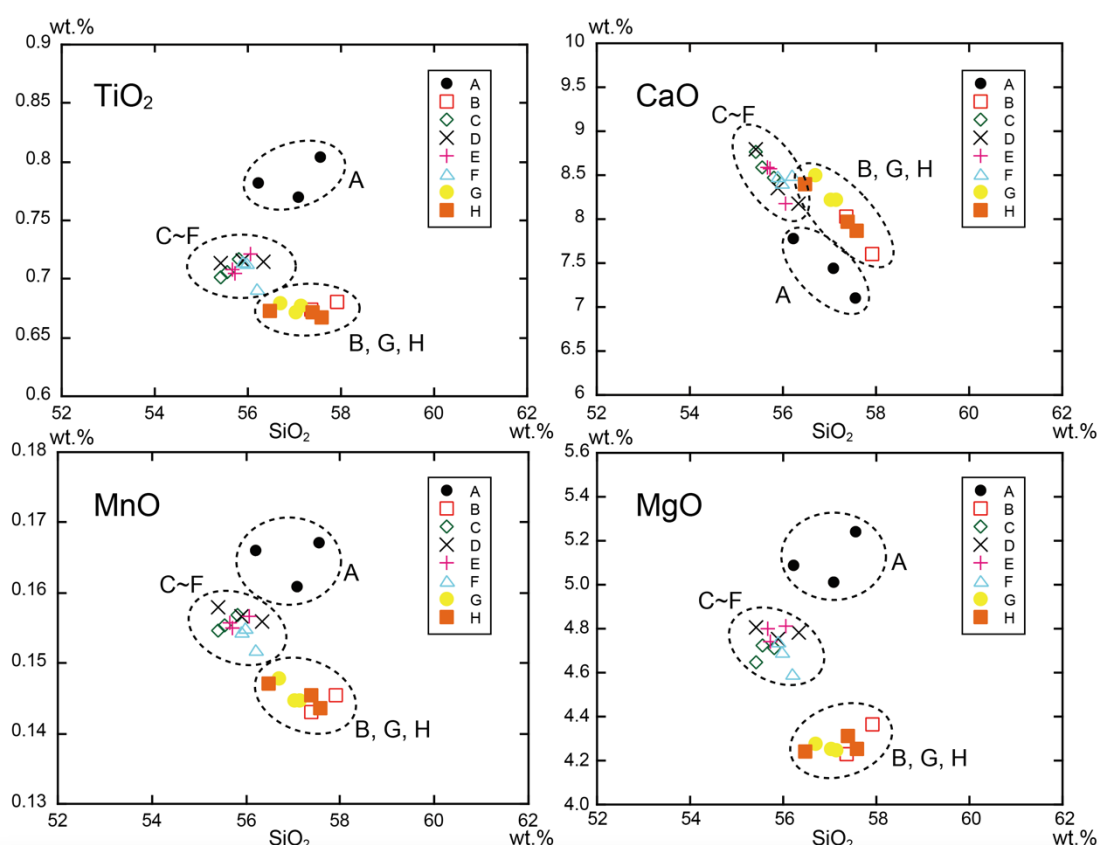 wt.%
0.9
0.85
0.8
0.75
0.7
0.65
0.6
TiO₂
A
B
C
D
E
F
G
H
A
C~F
B, G, H
52
54
56
58
60
62
SiO₂
wt.%
wt.%
10
9.5
9
8.5
8
7.5
7
6.5
6
CaO
A
B
C
D
E
F
G
H
C~F
B, G, H
A
52
54
56
58
60
62
SiO₂
wt.%
wt.%
0.18
0.17
0.16
0.15
0.14
0.13
MnO
A
B
C
D
E
F
G
H
A
C~F
B, G, H
52
54
56
58
60
62
SiO₂
wt.%
wt.%
5.6
5.4
5.2
5.0
4.8
4.6
4.4
4.2
4.0
MgO
A
B
C
D
E
F
G
H
A
C~F
B, G, H
52
54
56
58
60
62
SiO₂
wt.%